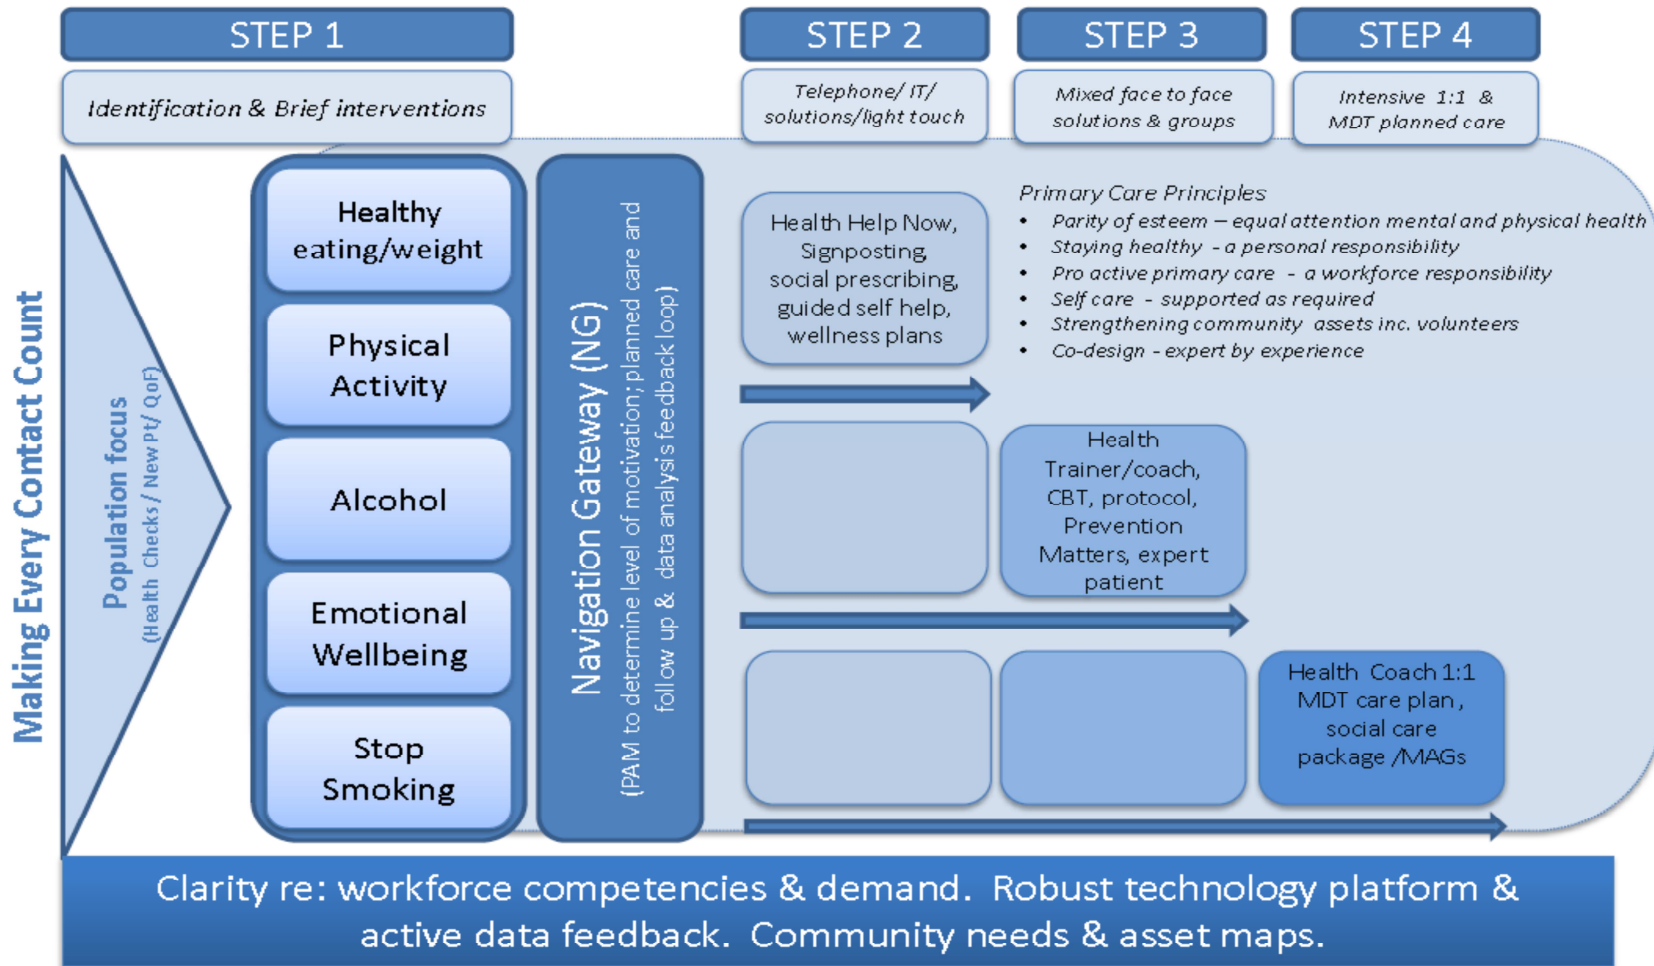 STEP 1
STEP 2
STEP 3
STEP 4
Identification & Brief interventions
Telephone/ IT/
solutions/light touch
Mixed face to face
solutions & groups
Intensive 1:1 &
MDT planned care
Making Every Contact Count
Population focus
(Health Checks / New Pt/ QoF)
Healthy
eating/weight
Physical
Activity
Alcohol
Emotional
Wellbeing
Stop
Smoking
Navigation Gateway (NG)
(PAM to determine level of motivation; planned care and
follow up & data analysis feedback loop)
Health Help Now,
Signposting,
social prescribing,
guided self help,
wellness plans
Primary Care Principles
• Parity of esteem – equal attention mental and physical health
• Staying healthy - a personal responsibility
• Pro active primary care - a workforce responsibility
• Self care - supported as required
• Strengthening community assets inc. volunteers
• Co-design - expert by experience
Health
Trainer/coach,
CBT, protocol,
Prevention
Matters, expert
patient
Health Coach 1:1
MDT care plan ,
social care
package /MAGs
Clarity re: workforce competencies & demand. Robust technology platform &
active data feedback. Community needs & asset maps.